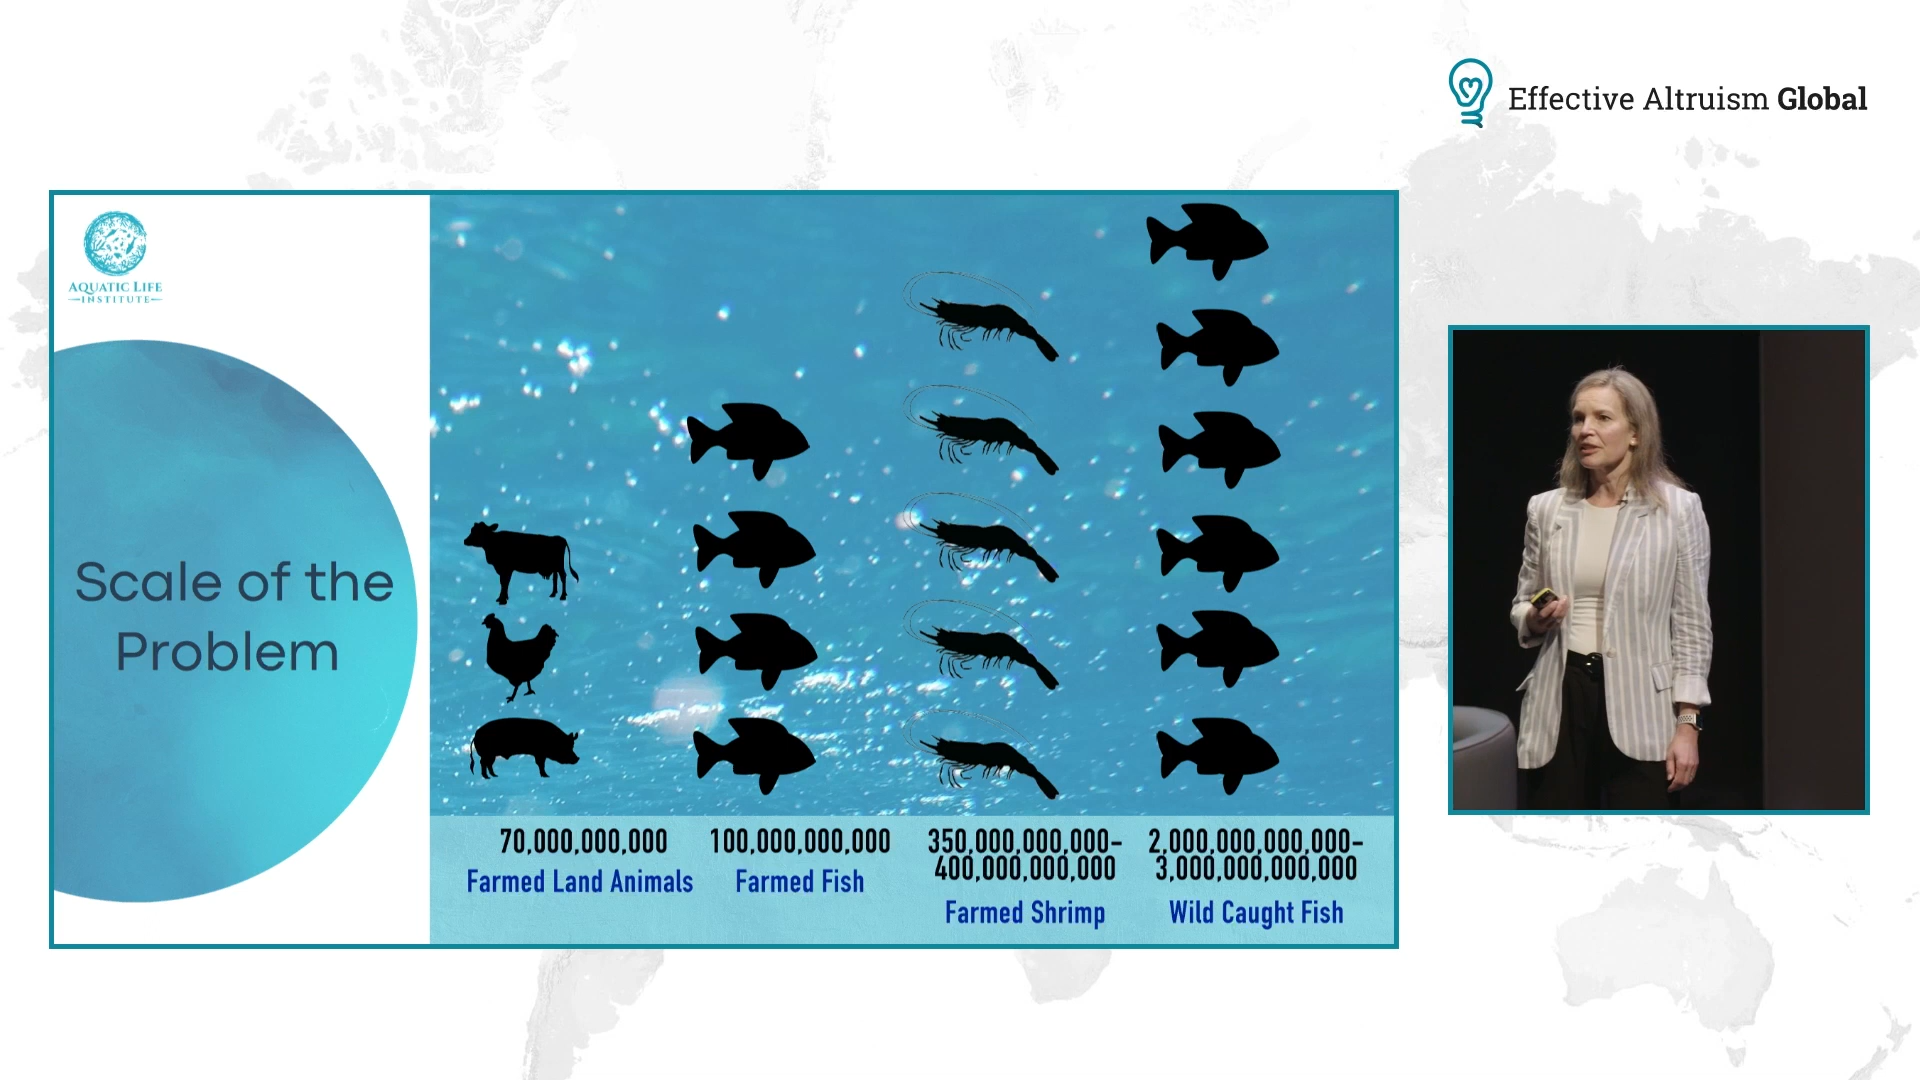 Effective Altruism Global
AQUATIC LIFE
INSTITUTE
Scale of the
Problem
70,000,000,000
Farmed Land Animals
100,000,000,000
Farmed Fish
350,000,000,000-
400,000,000,000
Farmed Shrimp
2,000,000,000,000-
3,000,000,000,000
Wild Caught Fish